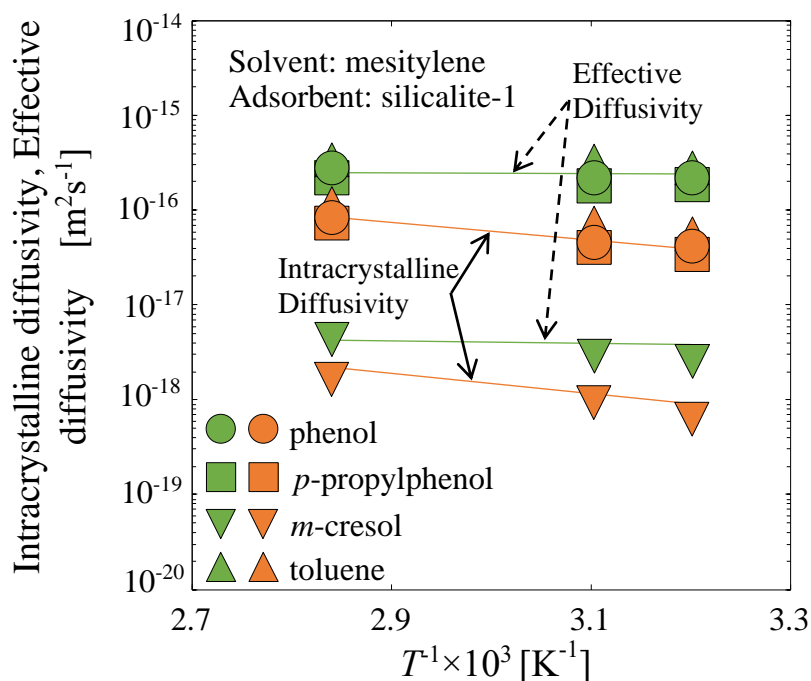 Intracrystalline diffusivity, Effective
diffusivity [m²s⁻¹]
10⁻¹⁴
10⁻¹⁵
10⁻¹⁶
10⁻¹⁷
10⁻¹⁸
10⁻¹⁹
10⁻²⁰
Solvent: mesitylene
Adsorbent: silicalite-1
Effective
Diffusivity
Intracrystalline
Diffusivity
phenol
p-propylphenol
m-cresol
toluene
2.7 2.9 3.1 3.3
T⁻¹×10³ [K⁻¹]